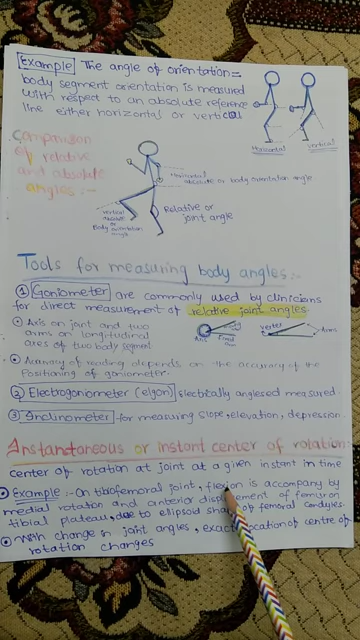 Example The angle of orientation =
body segment orientation is measured
with respect to an absolute reference
line either horizontal or vertical
Horizontal
vertical
Comparision
of relative
and absolute
angles:-
Horizontal
absolute or body orientation angle
vertical
absolute
or
Body orientation
angle
Relative or
joint angle
Tools for measuring body angles:-
① Goniometer are commonly used by clinicians
for direct measurement of relative joint angles.
Axis on joint and two
arms on longitudinal
axes of two body segment
Axis
vertex
Arms
Accuracy of reading depends on the accuracy of the
Positioning of goniometer.
② Electrogoniometer (elgon) Electrically angles measured.
③ Inclinometer for measuring slope, elevation, depression.
Anstantaneous or instant center of rotation:
center of rotation at joint at a given instant in time
Example :- On tibiofemoral joint, flexion is accompany by
medial rotation and anterior displacement of femur on
tibial plateau, due to ellipsoid shape of femoral condyles.
With change in joint angles, exact location of centre of
rotation changes